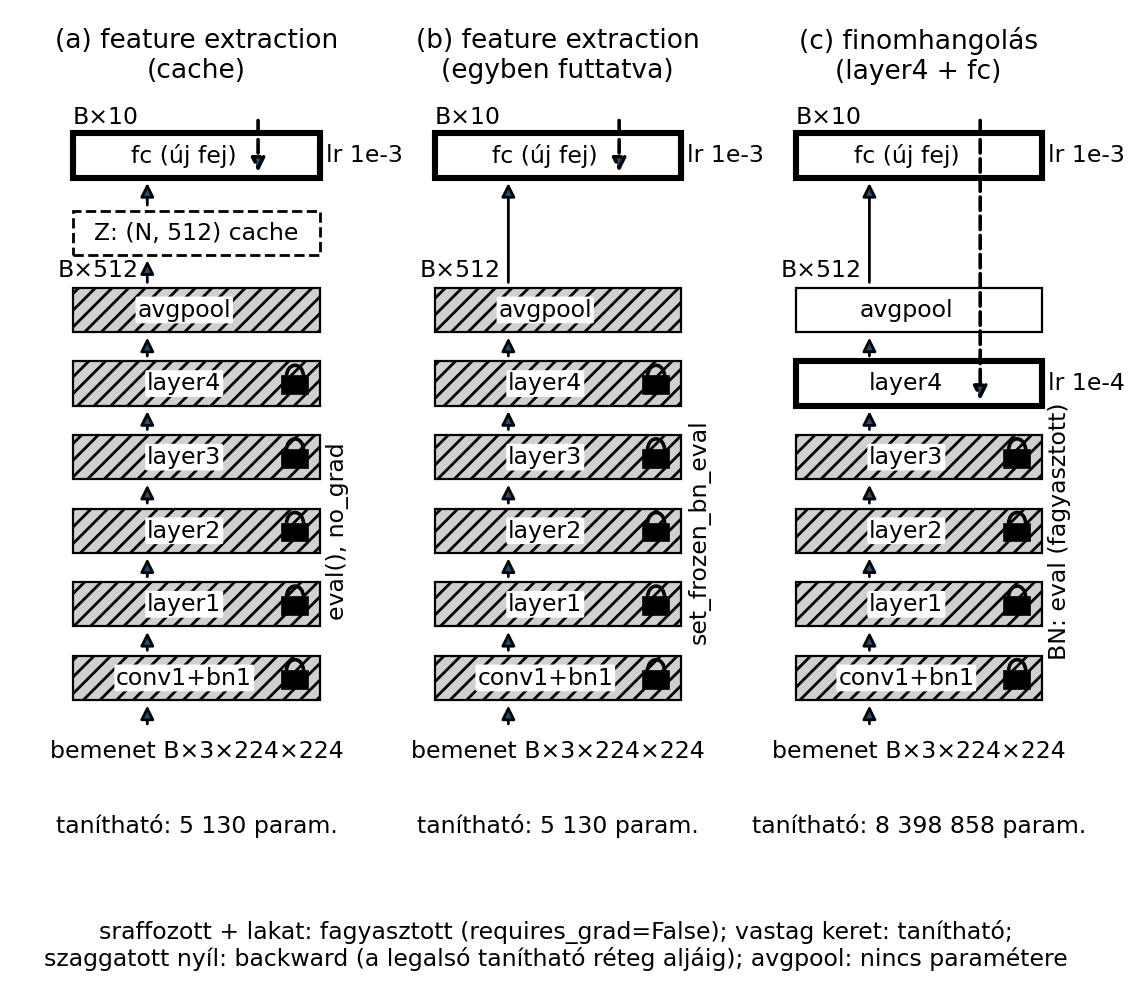 (a) feature extraction
(cache)
B×10
fc (új fej)
lr 1e-3
Z: (N, 512) cache
B×512
avgpool
layer4
layer3
layer2
layer1
conv1+bn1
eval(), no_grad
bemenet B×3×224×224
tanítható: 5 130 param.
(b) feature extraction
(egyben futtatva)
B×10
fc (új fej)
lr 1e-3
B×512
avgpool
layer4
layer3
layer2
layer1
conv1+bn1
set_frozen_bn_eval
bemenet B×3×224×224
tanítható: 5 130 param.
(c) finomhangolás
(layer4 + fc)
B×10
fc (új fej)
lr 1e-3
B×512
avgpool
layer4
lr 1e-4
layer3
layer2
layer1
conv1+bn1
BN: eval (fagyasztott)
bemenet B×3×224×224
tanítható: 8 398 858 param.
sraffozott + lakat: fagyasztott (requires_grad=False); vastag keret: tanítható;
szaggatott nyíl: backward (a legalsó tanítható réteg aljáig); avgpool: nincs paramétere